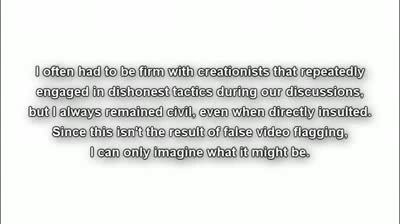 I often had to be firm with creationists that repeatedly
engaged in dishonest tactics during our discussions,
but I always remained civil, even when directly insulted.
Since this isn't the result of false video flagging,
I can only imagine what it might be.